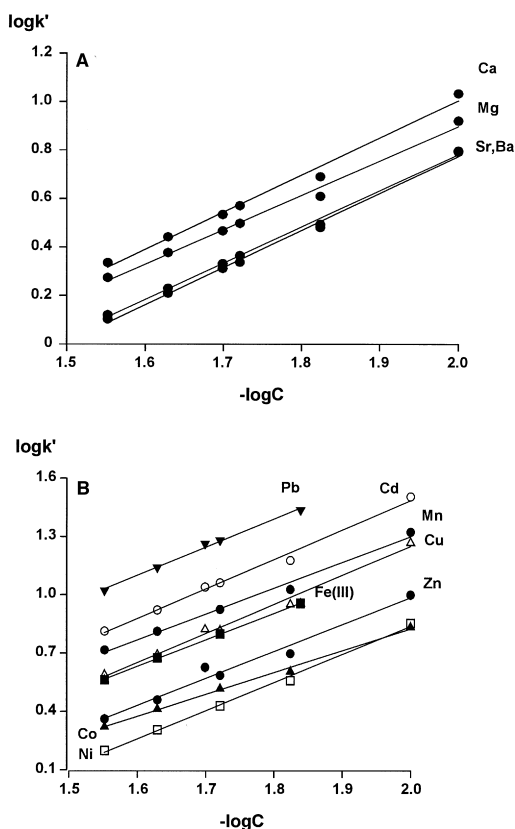 logk'
1.2
A
Ca
1.0
Mg
0.8
Sr,Ba
0.6
0.4
0.2
0
1.5 1.6 1.7 1.8 1.9 2.0
-logC
logk'
1.6
B
Pb Cd
1.3
Mn
Cu
1.0
Fe(III)
Zn
0.7
0.4
Co
Ni
0.1
1.5 1.6 1.7 1.8 1.9 2.0
-logC